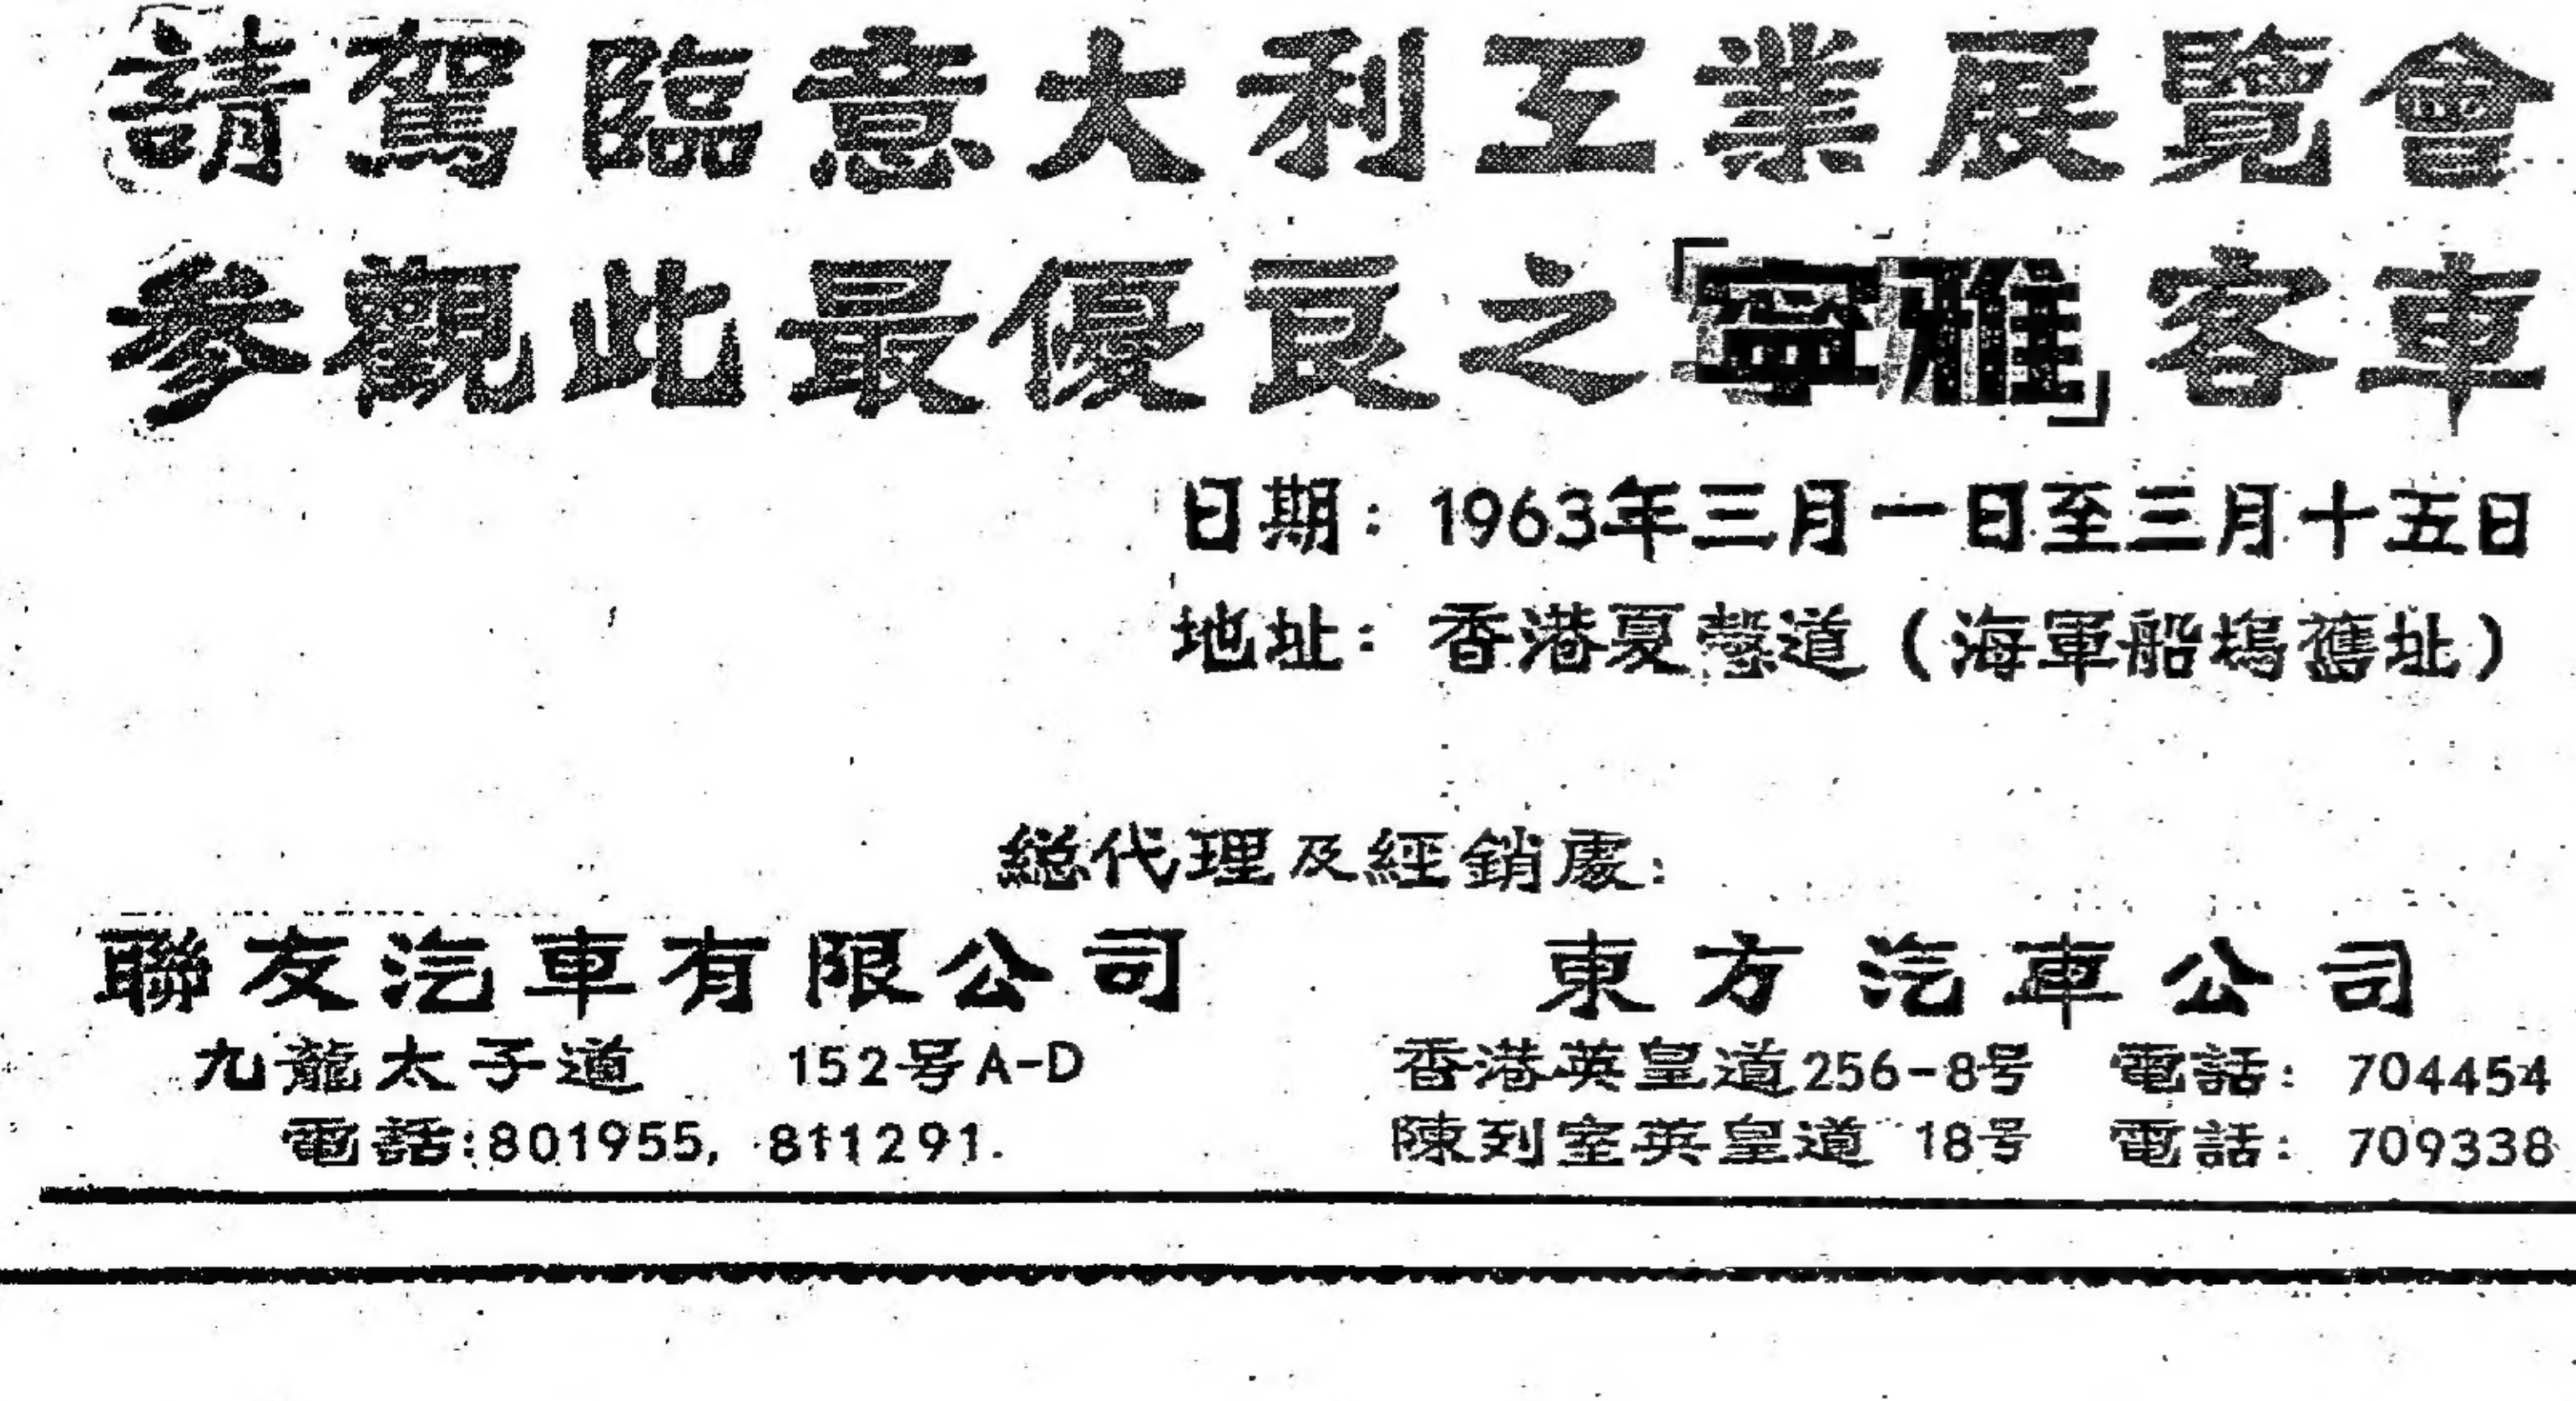 請駕臨意大利工業展覽會
參觀此最優良之「寧雅」客車
日期：1963年三月一日至三月十五日
地址：香港夏慤道（海軍船塢舊址）
總代理及經銷處：
聯友汽車有限公司
九龍太子道 152号A-D
電話:801955, 811291.
東方汽車公司
香港英皇道256-8号 電話：704454
陳列室英皇道 18号 電話：709338